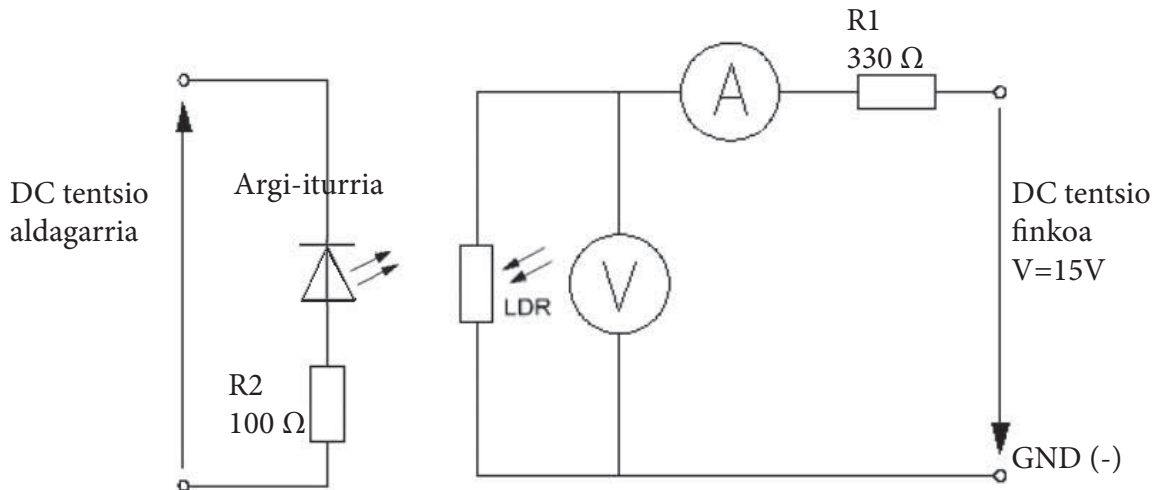 R1
330 Ω
A
DC tentsio
aldagarria
Argi-iturria
DC tentsio
finkoa
V=15V
V
LDR
R2
100 Ω
GND (-)